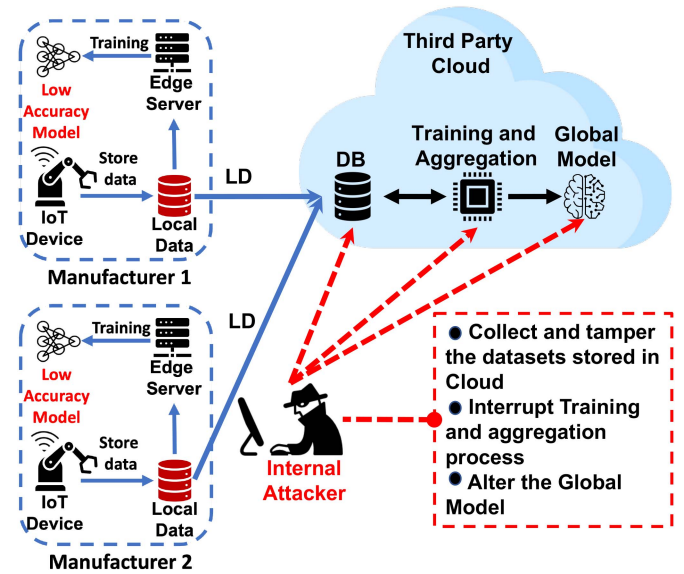 Training
Edge
Server
Low
Accuracy
Model
Store
data
IoT
Device
Local
Data
Manufacturer 1
LD
Third Party
Cloud
DB
Training and
Aggregation
Global
Model
Training
Edge
Server
Low
Accuracy
Model
Store
data
IoT
Device
Local
Data
Manufacturer 2
LD
Internal
Attacker
● Collect and tamper
the datasets stored in
Cloud
● Interrupt Training
and aggregation
process
● Alter the Global
Model